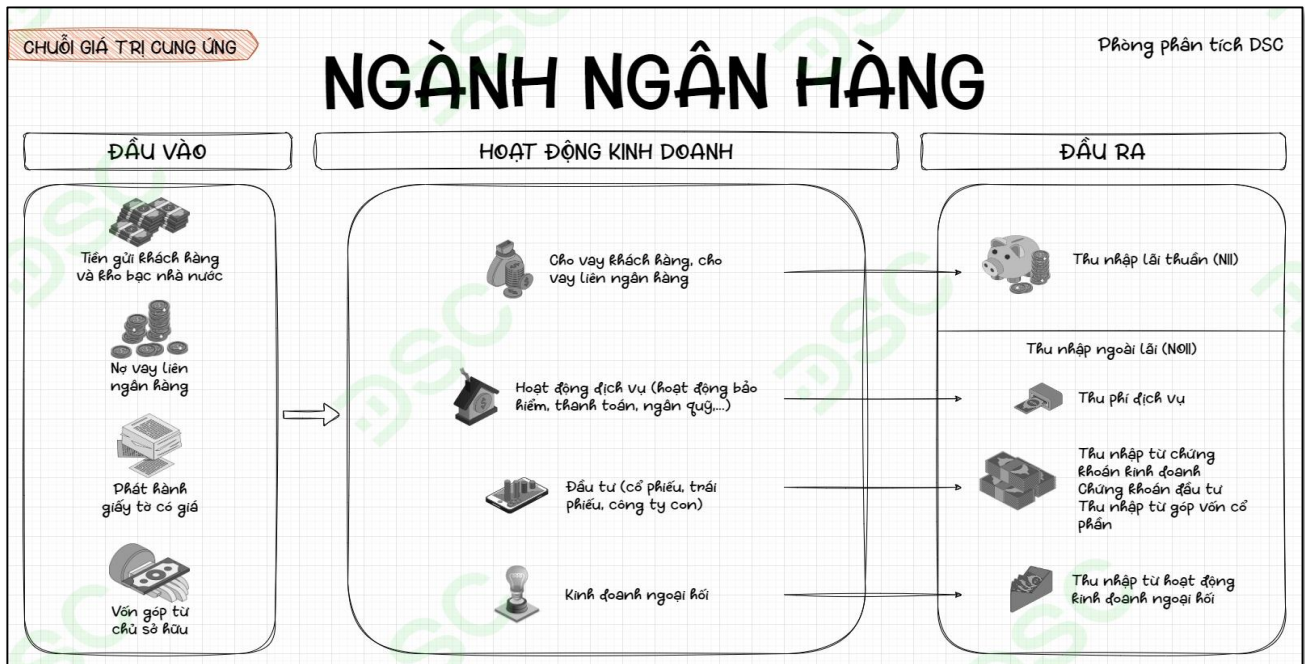 CHUỖI GIÁ TRỊ CUNG ỨNG
Phòng phân tích DSC
NGÀNH NGÂN HÀNG
ĐẦU VÀO
HOẠT ĐỘNG KINH DOANH
ĐẦU RA
Tiền gửi khách hàng
và kho bạc nhà nước
Nợ vay liên
ngân hàng
Phát hành
giấy tờ có giá
Vốn góp từ
chủ sở hữu
Cho vay khách hàng, cho
vay liên ngân hàng
Hoạt động dịch vụ (hoạt động bảo
hiểm, thanh toán, ngân quỹ,...)
Đầu tư (cổ phiếu, trái
phiếu, công ty con)
Kinh doanh ngoại hối
Thu nhập lãi thuần (NII)
Thu nhập ngoài lãi (NOII)
Thu phí dịch vụ
Thu nhập từ chứng
khoán kinh doanh
Chứng khoán đầu tư
Thu nhập từ góp vốn cổ
phần
Thu nhập từ hoạt động
kinh doanh ngoại hối
DSC
DSC
DSC
DSC
DSC
DSC